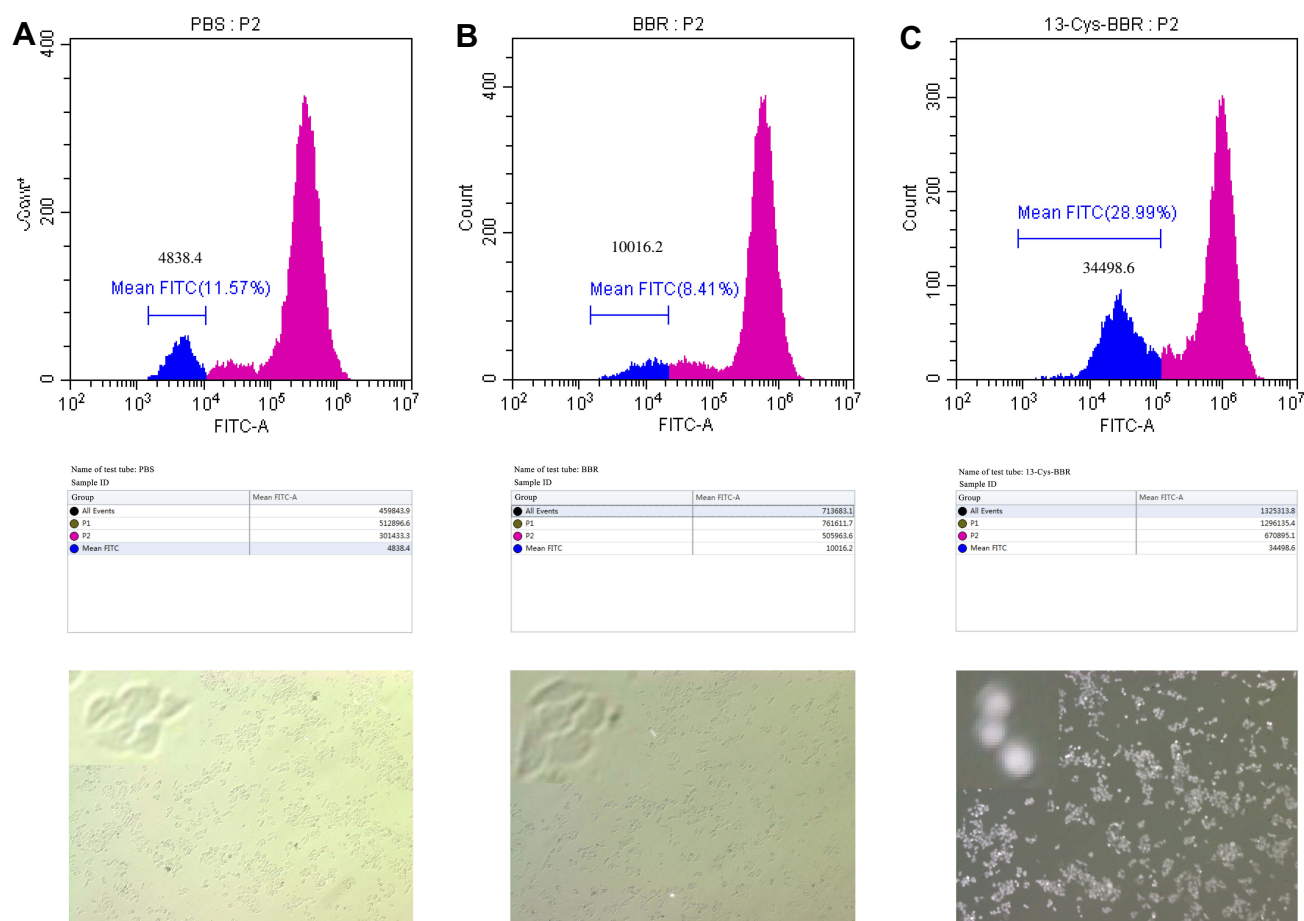 A
PBS : P2
400
200
0
Count
4838.4
Mean FITC(11.57%)
10^2 10^3 10^4 10^5 10^6 10^7
FITC-A
B
BBR : P2
400
200
0
Count
10016.2
Mean FITC(8.41%)
10^2 10^3 10^4 10^5 10^6 10^7
FITC-A
C
13-Cys-BBR : P2
300
200
100
0
Count
Mean FITC(28.99%)
34498.6
10^2 10^3 10^4 10^5 10^6 10^7
FITC-A
Name of test tube: PBS
Sample ID
Group Mean FITC-A
All Events 459843.9
P1 512896.6
P2 301433.3
Mean FITC 4838.4
Name of test tube: BBR
Sample ID
Group Mean FITC-A
All Events 713683.1
P1 761611.7
P2 505963.6
Mean FITC 10016.2
Name of test tube: 13-Cys-BBR
Sample ID
Group Mean FITC-A
All Events 1325313.8
P1 1296135.4
P2 670895.1
Mean FITC 34498.6